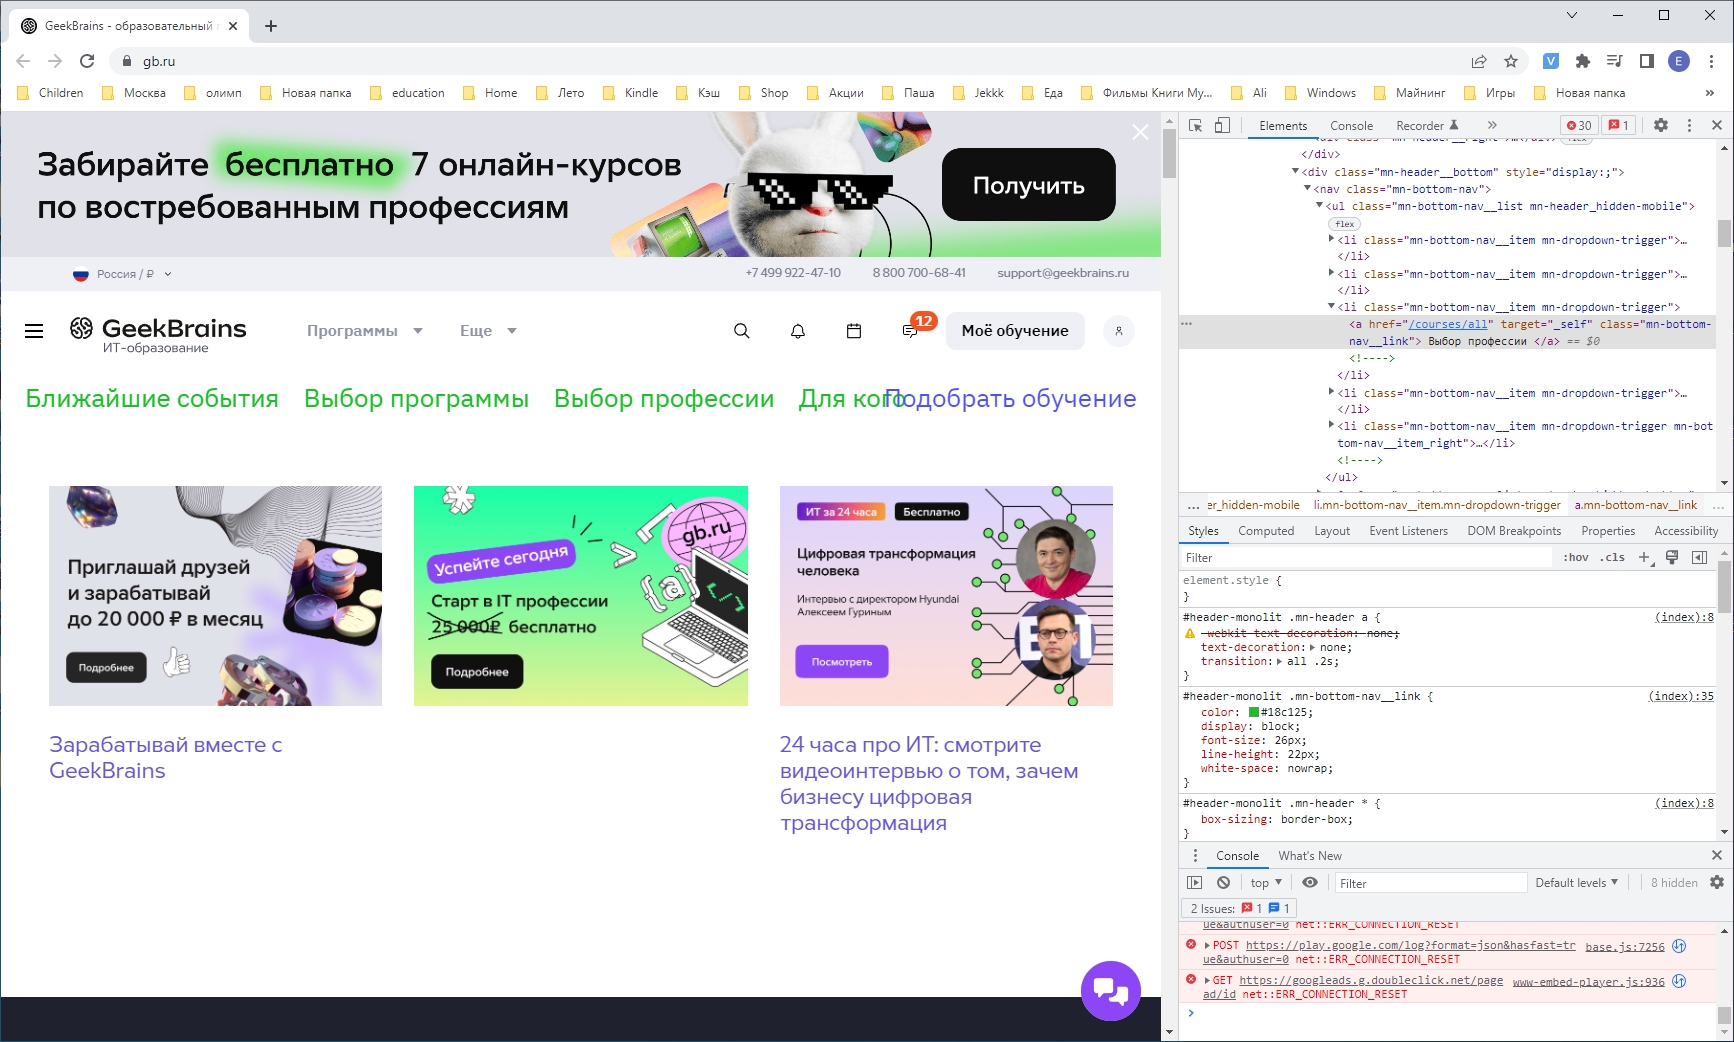 GeekBrains - образовательный
gb.ru
Children
Москва
олимп
Новая папка
education
Home
Лето
Kindle
Кэш
Shop
Акции
Паша
Jekkk
Еда
Фильмы Книги Му...
Ali
Windows
Майнинг
Игры
Новая папка
»
E
Забирайте бесплатно 7 онлайн-курсов
по востребованным профессиям
Получить
Россия / ₽
+7 499 922-47-10
8 800 700-68-41
support@geekbrains.ru
GeekBrains
ИТ-образование
Программы
Еще
12
Моё обучение
Ближайшие события
Выбор программы
Выбор профессии
Для кого
Подобрать обучение
Приглашай друзей
и зарабатывай
до 20 000 ₽ в месяц
Подробнее
gb.ru
Успейте сегодня
Старт в IT профессии
25 000₽ бесплатно
Подробнее
ИТ за 24 часа
Бесплатно
Цифровая трансформация
человека
Интервью с директором Hyundai
Алексеем Гуриным
Посмотреть
Зарабатывай вместе с
GeekBrains
24 часа про ИТ: смотрите
видеоинтервью о том, зачем
бизнесу цифровая
трансформация
Elements
Console
Recorder
»
30
1
</div>
<div class="mn-header__bottom" style="display:;">
<nav class="mn-bottom-nav">
<ul class="mn-bottom-nav__list mn-header_hidden-mobile">
flex
<li class="mn-bottom-nav__item mn-dropdown-trigger">…
</li>
<li class="mn-bottom-nav__item mn-dropdown-trigger">…
</li>
<li class="mn-bottom-nav__item mn-dropdown-trigger">
<a href="/courses/all" target="_self" class="mn-bottom-
nav__link"> Выбор профессии </a> == $0
<!---->
</li>
<li class="mn-bottom-nav__item mn-dropdown-trigger">…
</li>
<li class="mn-bottom-nav__item mn-dropdown-trigger mn-bot
tom-nav__item_right">…</li>
<!---->
</ul>
... er_hidden-mobile li.mn-bottom-nav__item.mn-dropdown-trigger a.mn-bottom-nav__link ...
Styles
Computed
Layout
Event Listeners
DOM Breakpoints
Properties
Accessibility
Filter
:hov .cls +
element.style {
}
#header-monolit .mn-header a { (index):8
-webkit-text-decoration: none;
text-decoration: none;
transition: all .2s;
}
#header-monolit .mn-bottom-nav__link { (index):35
color: #18c125;
display: block;
font-size: 26px;
line-height: 22px;
white-space: nowrap;
}
#header-monolit .mn-header * { (index):8
box-sizing: border-box;
}
Console
What's New
top
Filter
Default levels
8 hidden
2 Issues: 1 1
ue&authuser=0 net::ERR_CONNECTION_RESET
POST https://play.google.com/log?format=json&hasfast=tr base.js:7256
ue&authuser=0 net::ERR_CONNECTION_RESET
GET https://googleads.g.doubleclick.net/page www-embed-player.js:936
ad/id net::ERR_CONNECTION_RESET